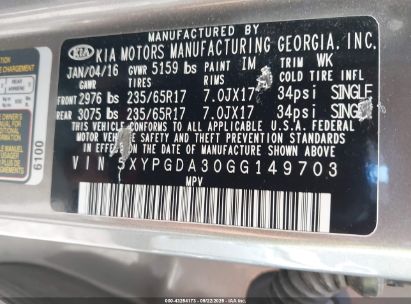 MANUFACTURED BY
KIA KIA MOTORS MANUFACTURING GEORGIA, INC.
JAN/04/16 GVWR 5159 lbs PAINT IM TRIM WK
GAWR TIRES RIMS COLD TIRE INFL
FRONT 2976 lbs 235/65R17 7.0JX17 34psi SINGLE
REAR 3075 lbs 235/65R17 7.0JX17 34psi SINGLE
THIS VEHICLE CONFORMS TO ALL APPLICABLE U.S. FEDERAL
MOTOR VEHICLE SAFETY AND THEFT PREVENTION STANDARDS
IN EFFECT ON THE DATE OF MANUFACTURE SHOWN ABOVE.
VIN 5XYPGDA30GG149703
MPV
6100